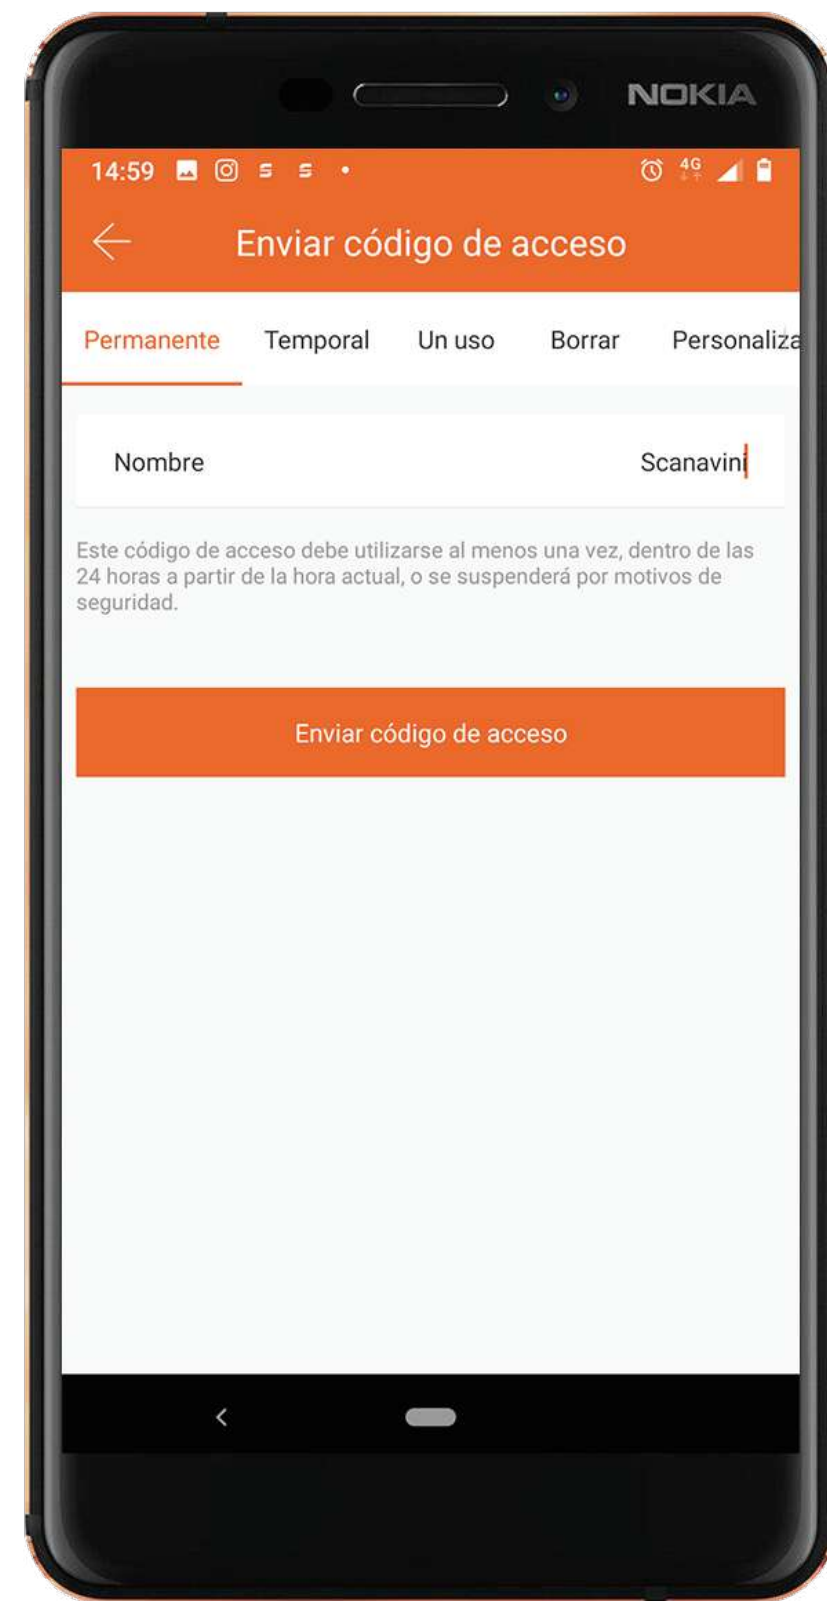 NOKIA
14:59
4G
Enviar código de acceso
Permanente Temporal Un uso Borrar Personaliza
Nombre Scanavini
Este código de acceso debe utilizarse al menos una vez, dentro de las
24 horas a partir de la hora actual, o se suspenderá por motivos de
seguridad.
Enviar código de acceso